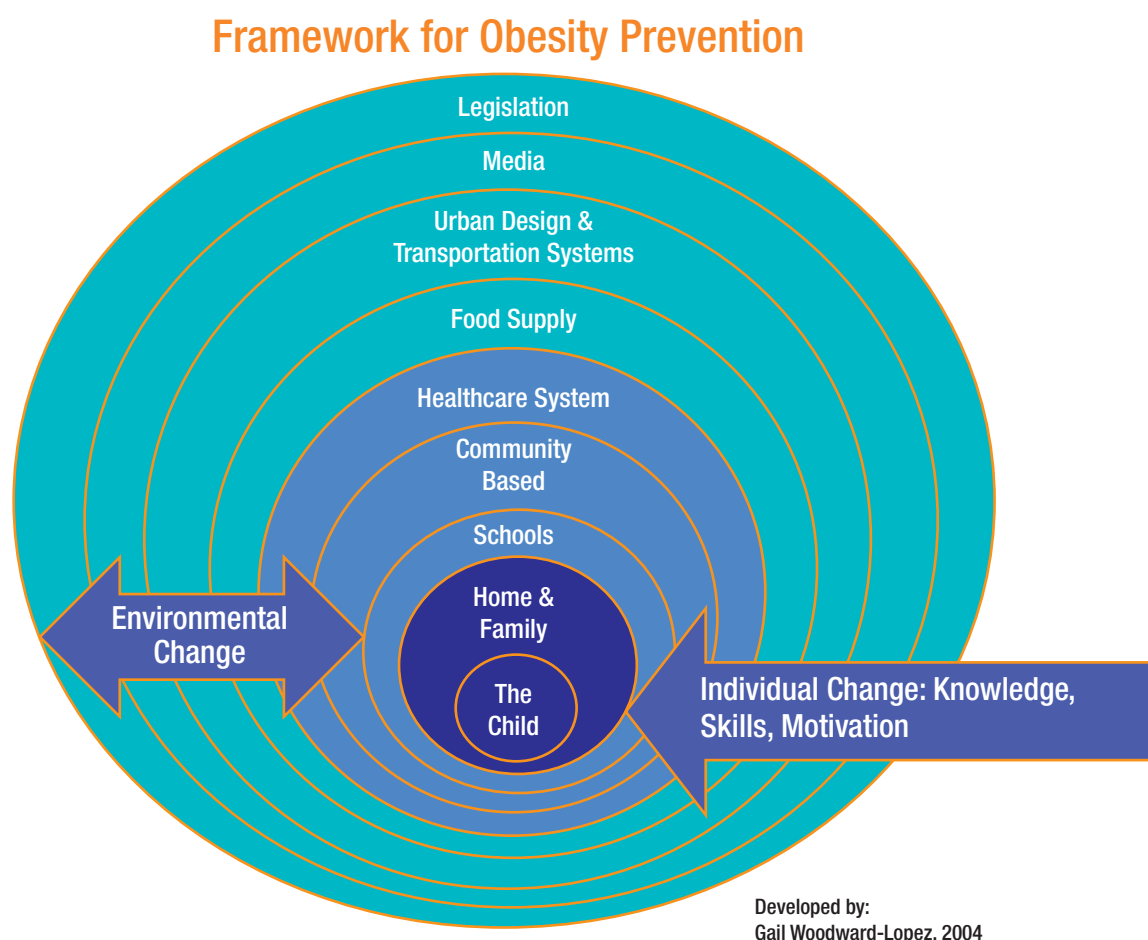 Framework for Obesity Prevention
Legislation
Media
Urban Design &
Transportation Systems
Food Supply
Healthcare System
Community
Based
Schools
Home &
Family
The
Child
Environmental
Change
Individual Change: Knowledge,
Skills, Motivation
Developed by:
Gail Woodward-Lopez, 2004